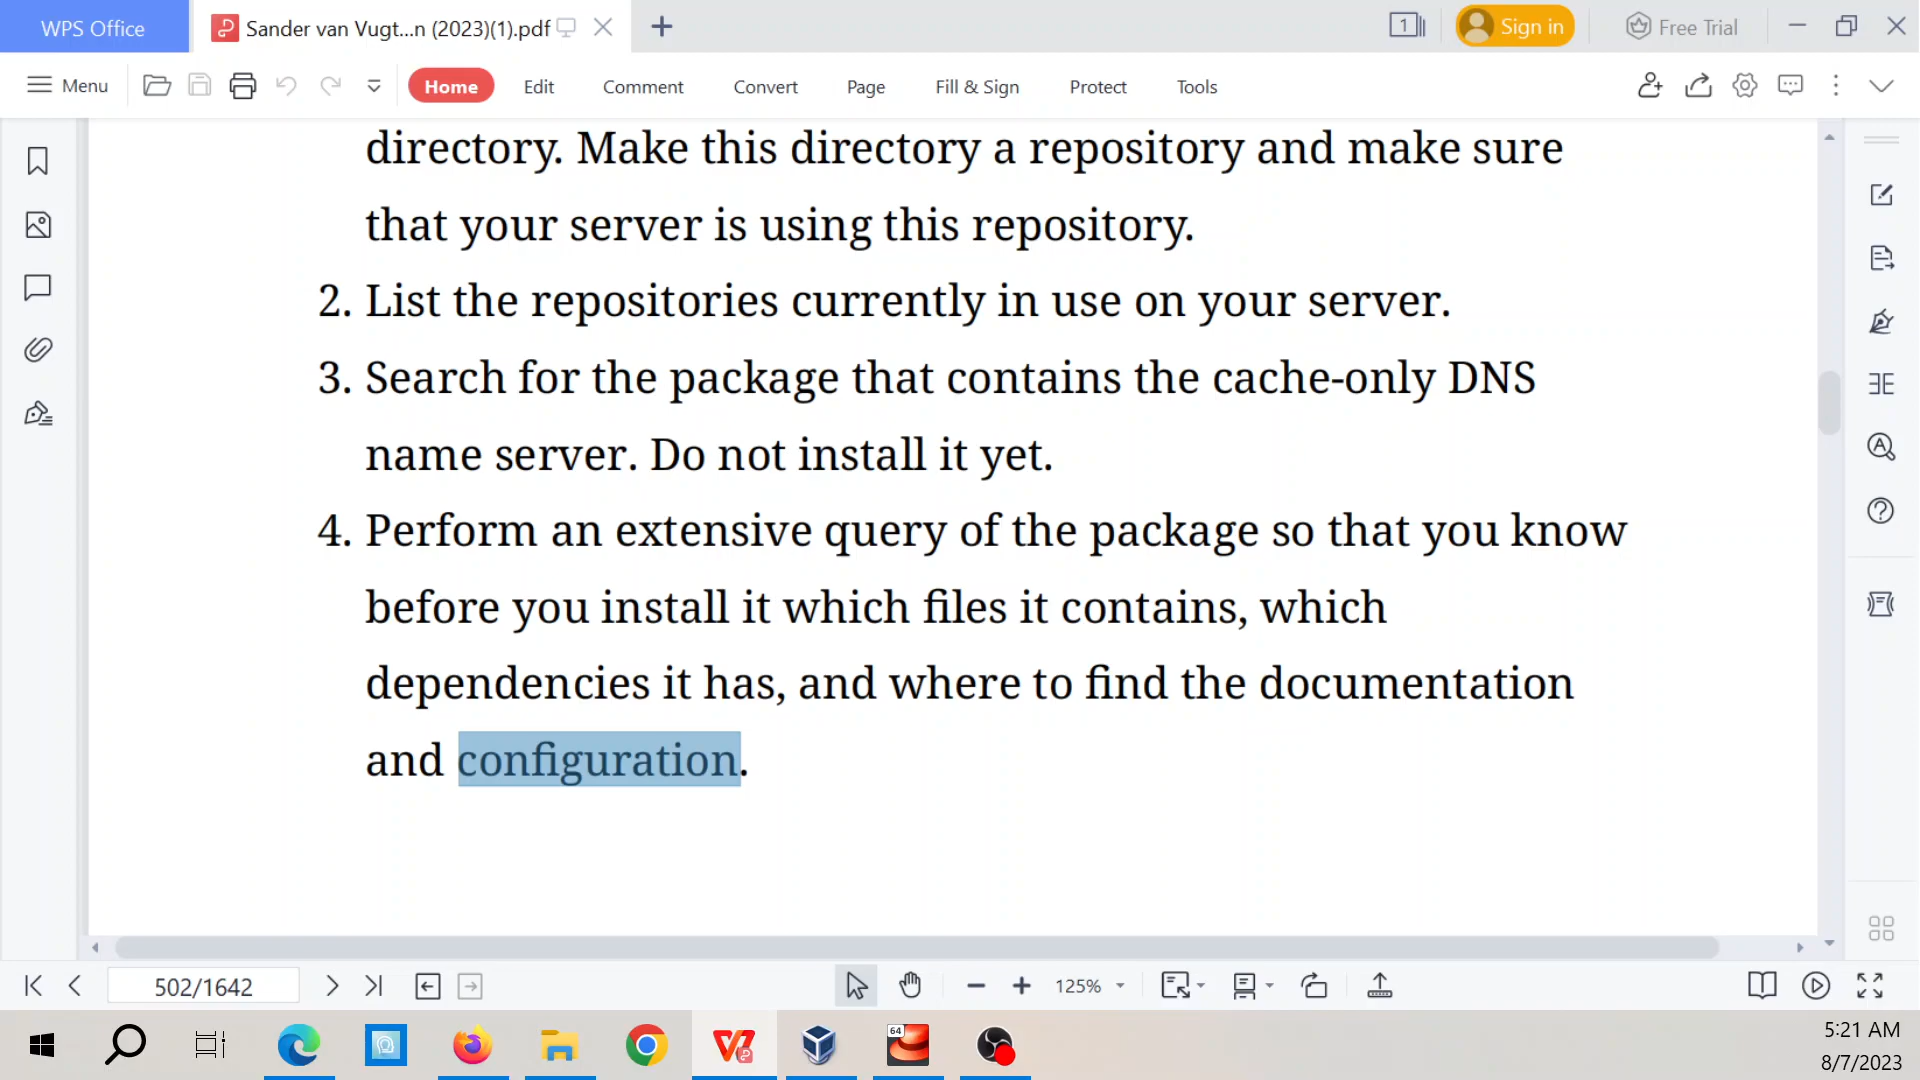 WPS Office
Sander van Vugt...n (2023)(1).pdf
1
Sign in
Free Trial
Menu
Home
Edit
Comment
Convert
Page
Fill & Sign
Protect
Tools
directory. Make this directory a repository and make sure
that your server is using this repository.
2. List the repositories currently in use on your server.
3. Search for the package that contains the cache-only DNS
name server. Do not install it yet.
4. Perform an extensive query of the package so that you know
before you install it which files it contains, which
dependencies it has, and where to find the documentation
and configuration.
502/1642
125%
64
5:21 AM
8/7/2023